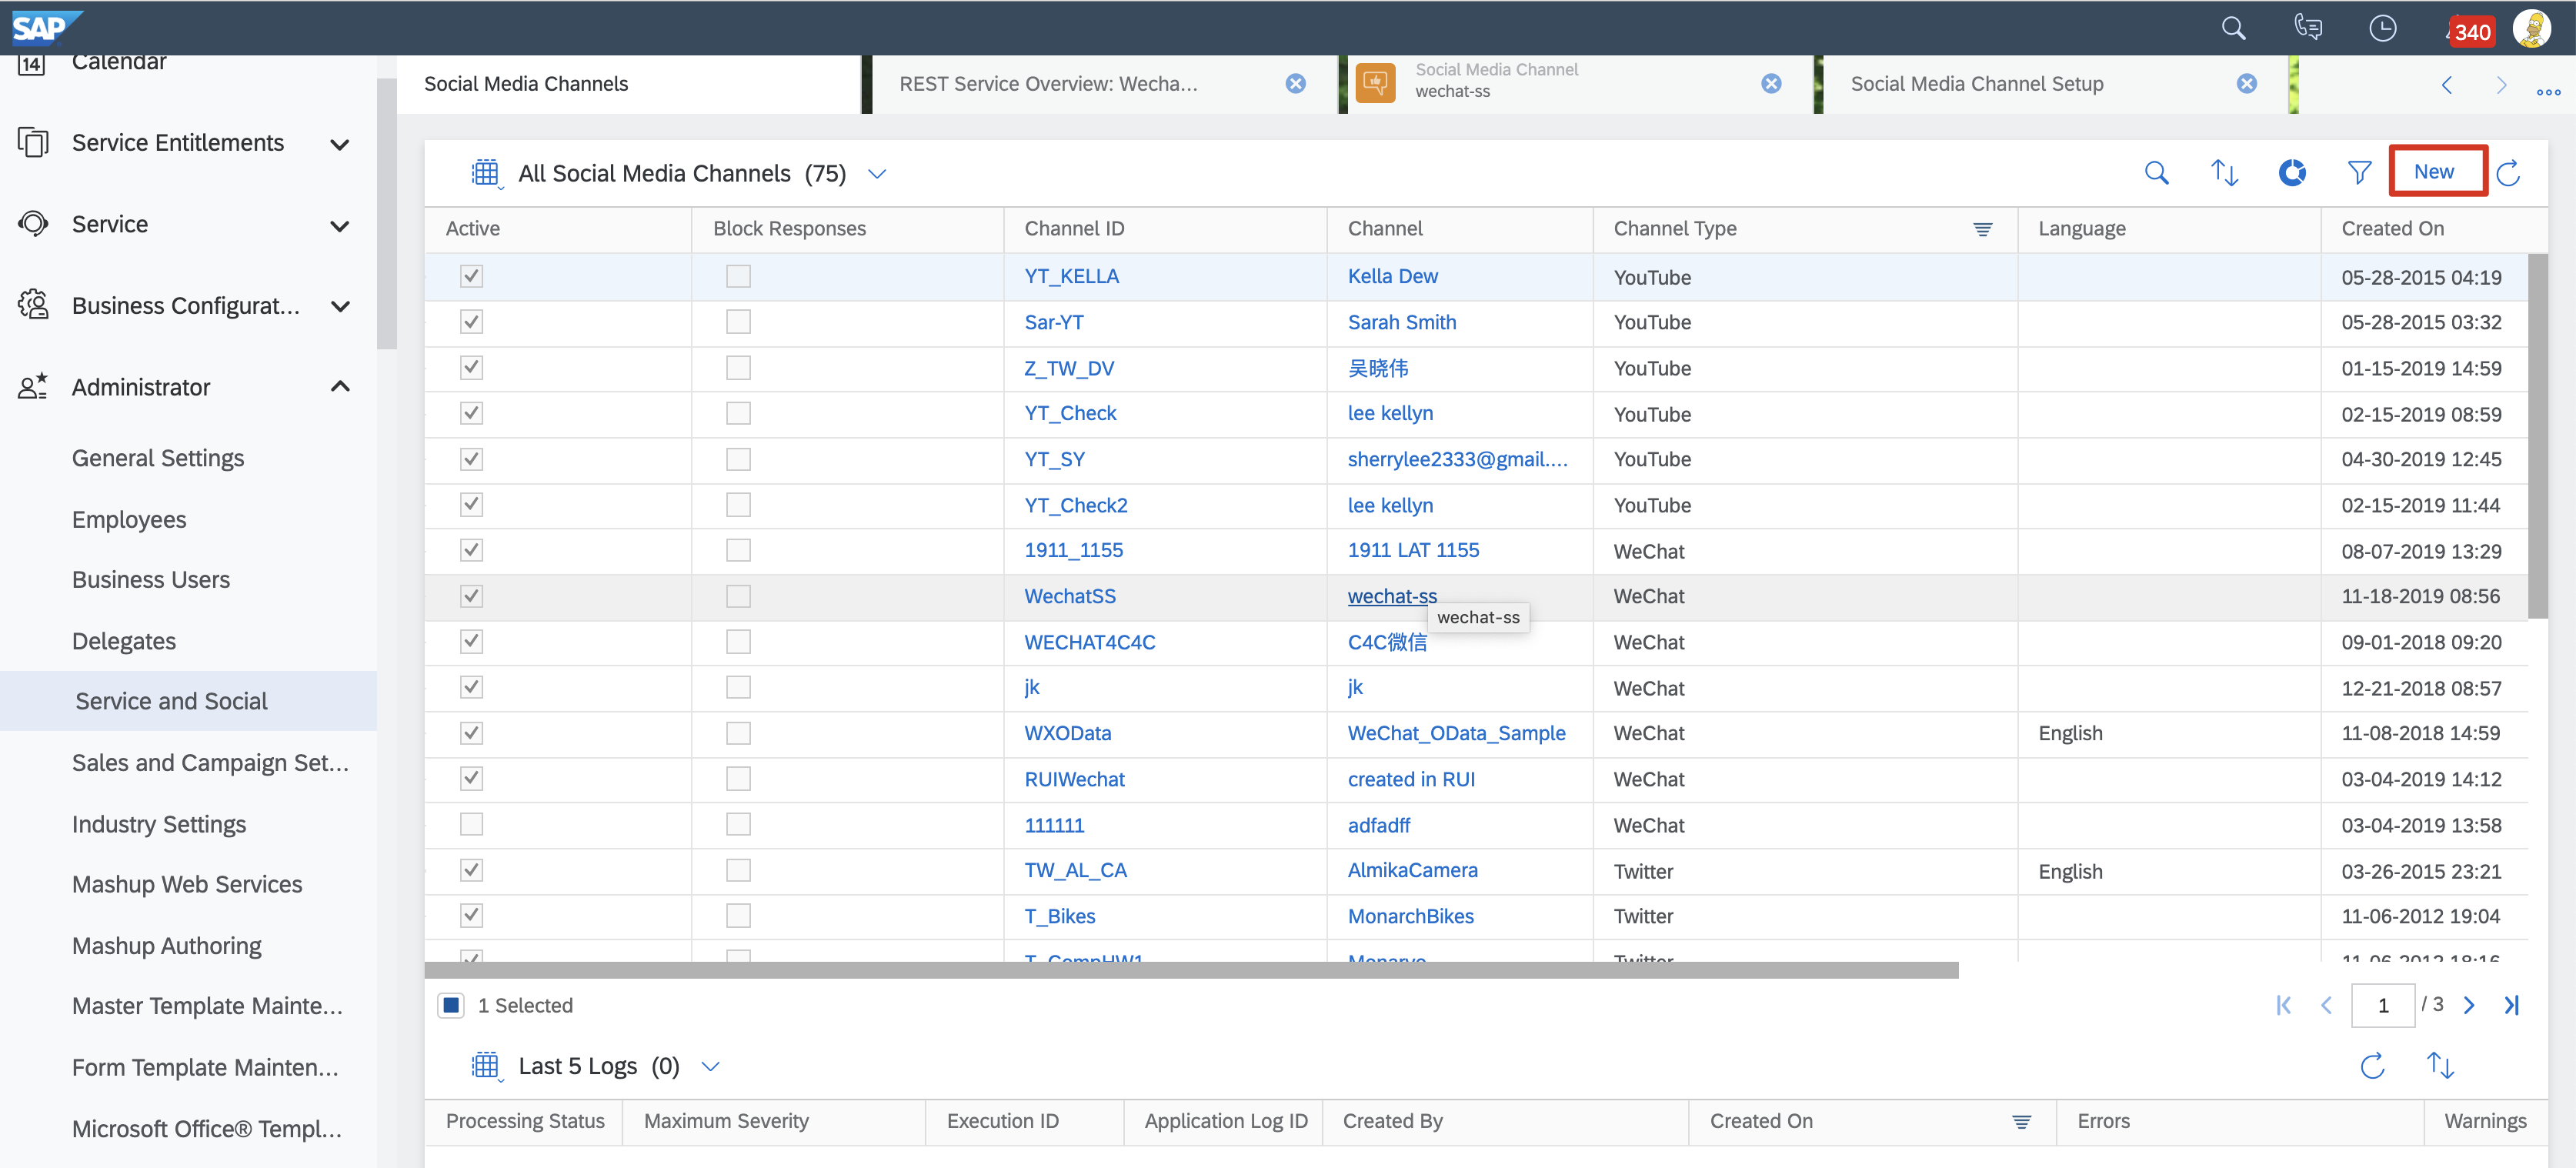 SAP
340
Calendar
14
Service Entitlements
Service
Business Configurat...
Administrator
General Settings
Employees
Business Users
Delegates
Service and Social
Sales and Campaign Set...
Industry Settings
Mashup Web Services
Mashup Authoring
Master Template Mainte...
Form Template Mainten...
Microsoft Office® Templ...
Social Media Channels
REST Service Overview: Wecha...
Social Media Channel
wechat-ss
Social Media Channel Setup
All Social Media Channels (75)
New
Active Block Responses Channel ID Channel Channel Type Language Created On
YT_KELLA Kella Dew YouTube 05-28-2015 04:19
Sar-YT Sarah Smith YouTube 05-28-2015 03:32
Z_TW_DV 吴晓伟 YouTube 01-15-2019 14:59
YT_Check lee kellyn YouTube 02-15-2019 08:59
YT_SY sherrylee2333@gmail.... YouTube 04-30-2019 12:45
YT_Check2 lee kellyn YouTube 02-15-2019 11:44
1911_1155 1911 LAT 1155 WeChat 08-07-2019 13:29
WechatSS wechat-ss WeChat 11-18-2019 08:56
wechat-ss
WECHAT4C4C C4C微信 WeChat 09-01-2018 09:20
jk jk WeChat 12-21-2018 08:57
WXOData WeChat_OData_Sample WeChat English 11-08-2018 14:59
RUIWechat created in RUI WeChat 03-04-2019 14:12
111111 adfadff WeChat 03-04-2019 13:58
TW_AL_CA AlmikaCamera Twitter English 03-26-2015 23:21
T_Bikes MonarchBikes Twitter 11-06-2012 19:04
T_CompHW1 Monarvo Twitter 11-06-2012 18:16
1 Selected
1 / 3
Last 5 Logs (0)
Processing Status Maximum Severity Execution ID Application Log ID Created By Created On Errors Warnings